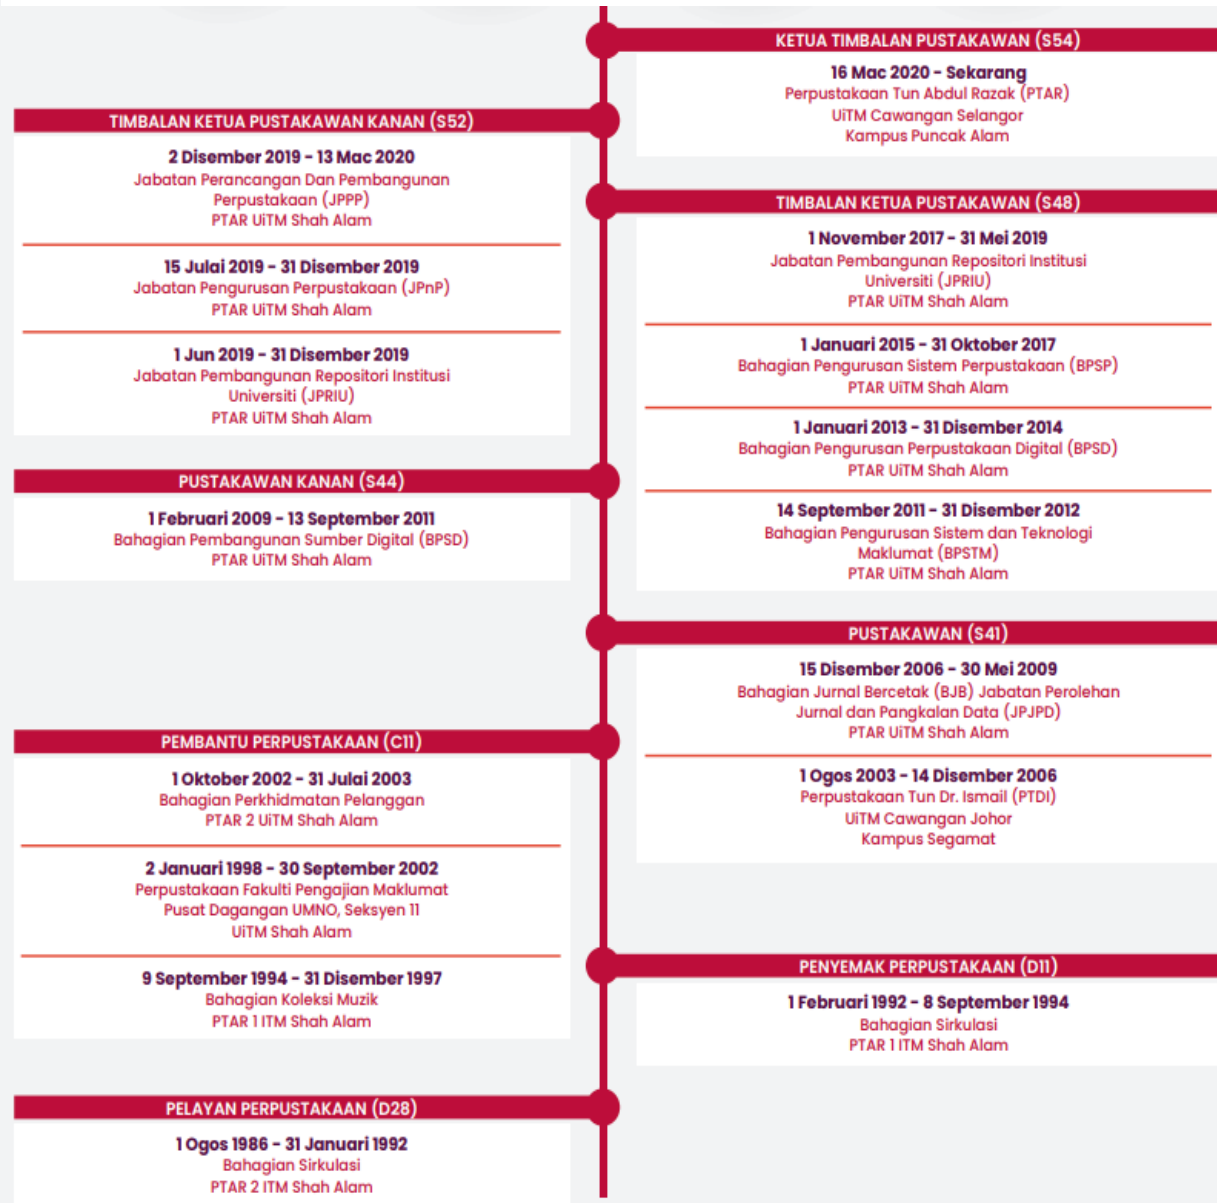 KETUA TIMBALAN PUSTAKAWAN (S54)
16 Mac 2020 - Sekarang
Perpustakaan Tun Abdul Razak (PTAR)
UiTM Cawangan Selangor
Kampus Puncak Alam
TIMBALAN KETUA PUSTAKAWAN KANAN (S52)
2 Disember 2019 - 13 Mac 2020
Jabatan Perancangan Dan Pembangunan
Perpustakaan (JPPP)
PTAR UiTM Shah Alam
15 Julai 2019 - 31 Disember 2019
Jabatan Pengurusan Perpustakaan (JPnP)
PTAR UiTM Shah Alam
1 Jun 2019 - 31 Disember 2019
Jabatan Pembangunan Repositori Institusi
Universiti (JPRIU)
PTAR UiTM Shah Alam
TIMBALAN KETUA PUSTAKAWAN (S48)
1 November 2017 - 31 Mei 2019
Jabatan Pembangunan Repositori Institusi
Universiti (JPRIU)
PTAR UiTM Shah Alam
1 Januari 2015 - 31 Oktober 2017
Bahagian Pengurusan Sistem Perpustakaan (BPSP)
PTAR UiTM Shah Alam
1 Januari 2013 - 31 Disember 2014
Bahagian Pengurusan Perpustakaan Digital (BPSD)
PTAR UiTM Shah Alam
14 September 2011 - 31 Disember 2012
Bahagian Pengurusan Sistem dan Teknologi
Maklumat (BPSTM)
PTAR UiTM Shah Alam
PUSTAKAWAN KANAN (S44)
1 Februari 2009 - 13 September 2011
Bahagian Pembangunan Sumber Digital (BPSD)
PTAR UiTM Shah Alam
PUSTAKAWAN (S41)
15 Disember 2006 - 30 Mei 2009
Bahagian Jurnal Bercetak (BJB) Jabatan Perolehan
Jurnal dan Pangkalan Data (JPJPD)
PTAR UiTM Shah Alam
1 Ogos 2003 - 14 Disember 2006
Perpustakaan Tun Dr. Ismail (PTDI)
UiTM Cawangan Johor
Kampus Segamat
PEMBANTU PERPUSTAKAAN (C11)
1 Oktober 2002 - 31 Julai 2003
Bahagian Perkhidmatan Pelanggan
PTAR 2 UiTM Shah Alam
2 Januari 1998 - 30 September 2002
Perpustakaan Fakulti Pengajian Maklumat
Pusat Dagangan UMNO, Seksyen 11
UiTM Shah Alam
9 September 1994 - 31 Disember 1997
Bahagian Koleksi Muzik
PTAR 1 ITM Shah Alam
PENYEMAK PERPUSTAKAAN (D11)
1 Februari 1992 - 8 September 1994
Bahagian Sirkulasi
PTAR 1 ITM Shah Alam
PELAYAN PERPUSTAKAAN (D28)
1 Ogos 1986 - 31 Januari 1992
Bahagian Sirkulasi
PTAR 2 ITM Shah Alam